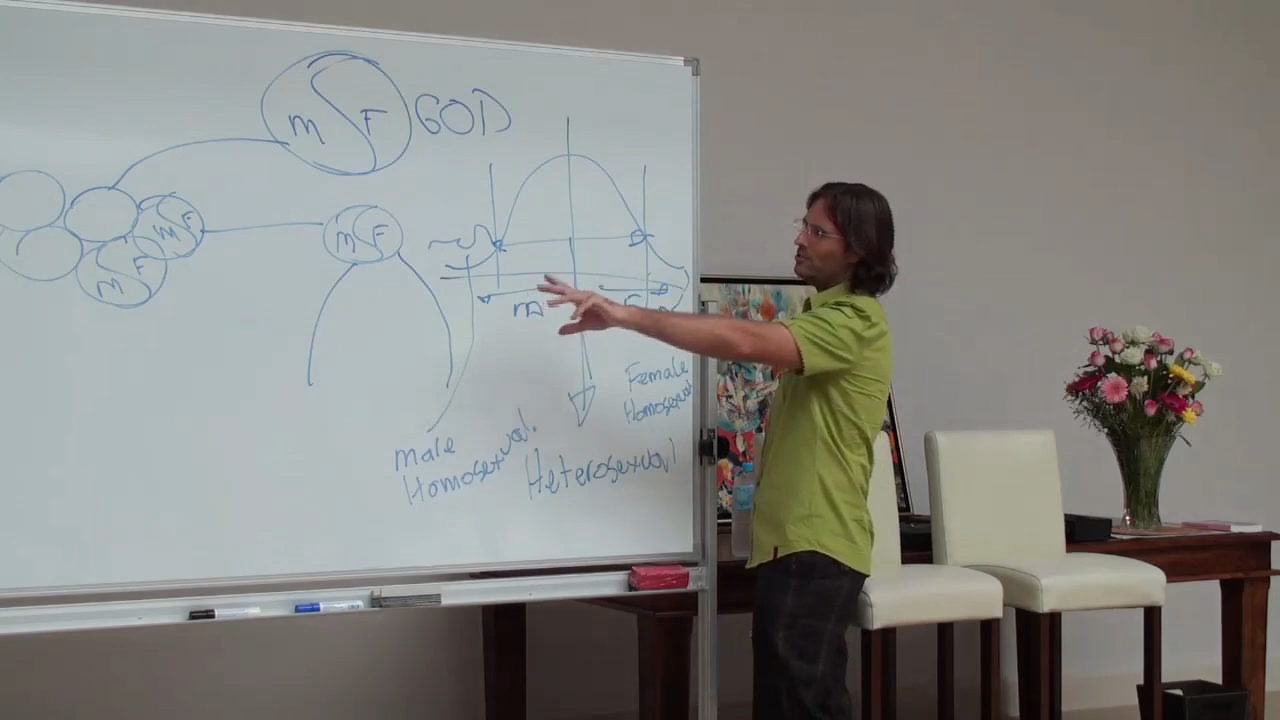 M F GOD
M F
M F
M F
m
Female
Homosexual
Male
Homosexual.
Heterosexual